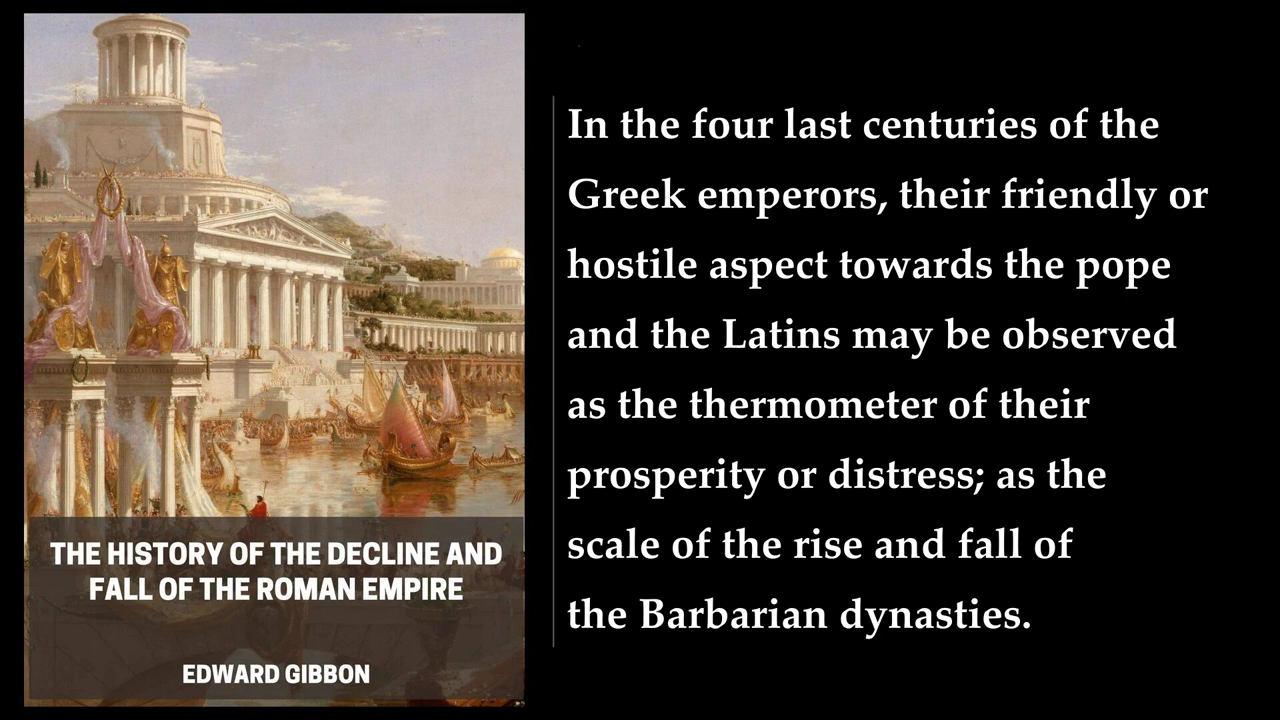 THE HISTORY OF THE DECLINE AND
FALL OF THE ROMAN EMPIRE
EDWARD GIBBON
In the four last centuries of the
Greek emperors, their friendly or
hostile aspect towards the pope
and the Latins may be observed
as the thermometer of their
prosperity or distress; as the
scale of the rise and fall of
the Barbarian dynasties.